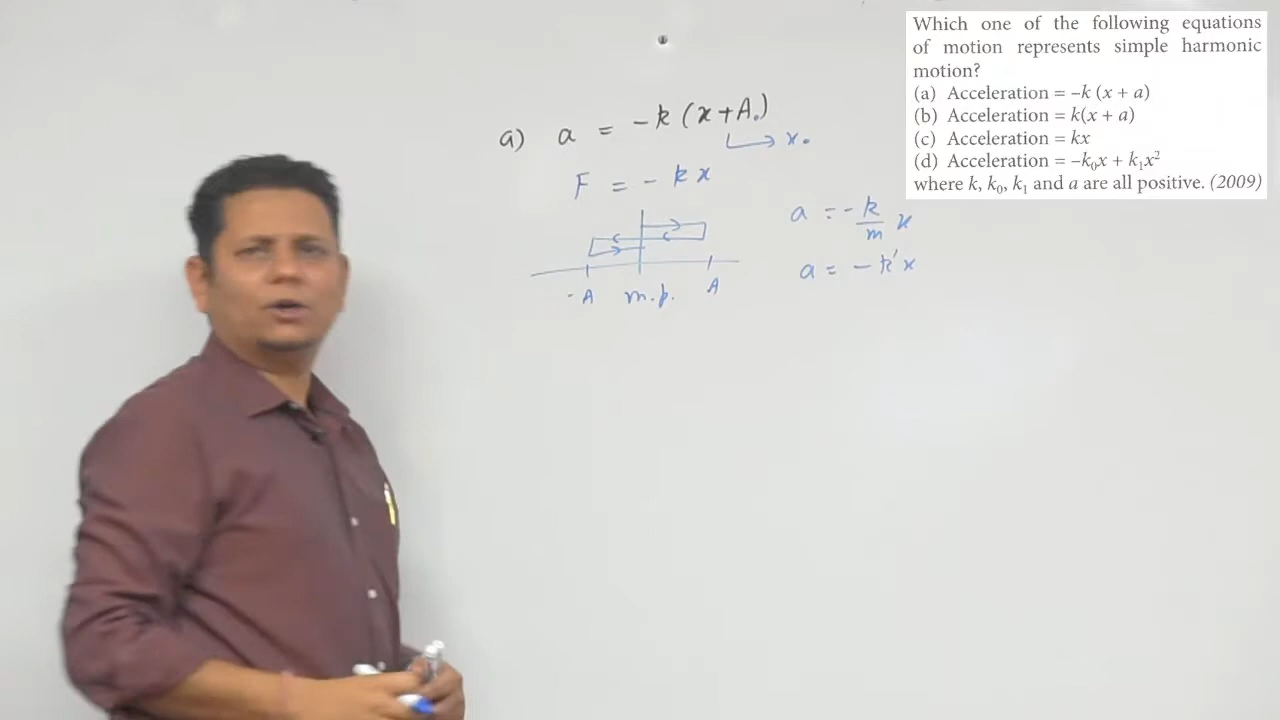 Which one of the following equations
of motion represents simple harmonic
motion?
(a) Acceleration = –k (x + a)
(b) Acceleration = k(x + a)
(c) Acceleration = kx
(d) Acceleration = –k₀x + k₁x²
where k, k₀, k₁ and a are all positive. (2009)
a) a = -k (x+A₀)
x₀
F = -kx
-A m.p. A
a = -k/m x
a = -k'x